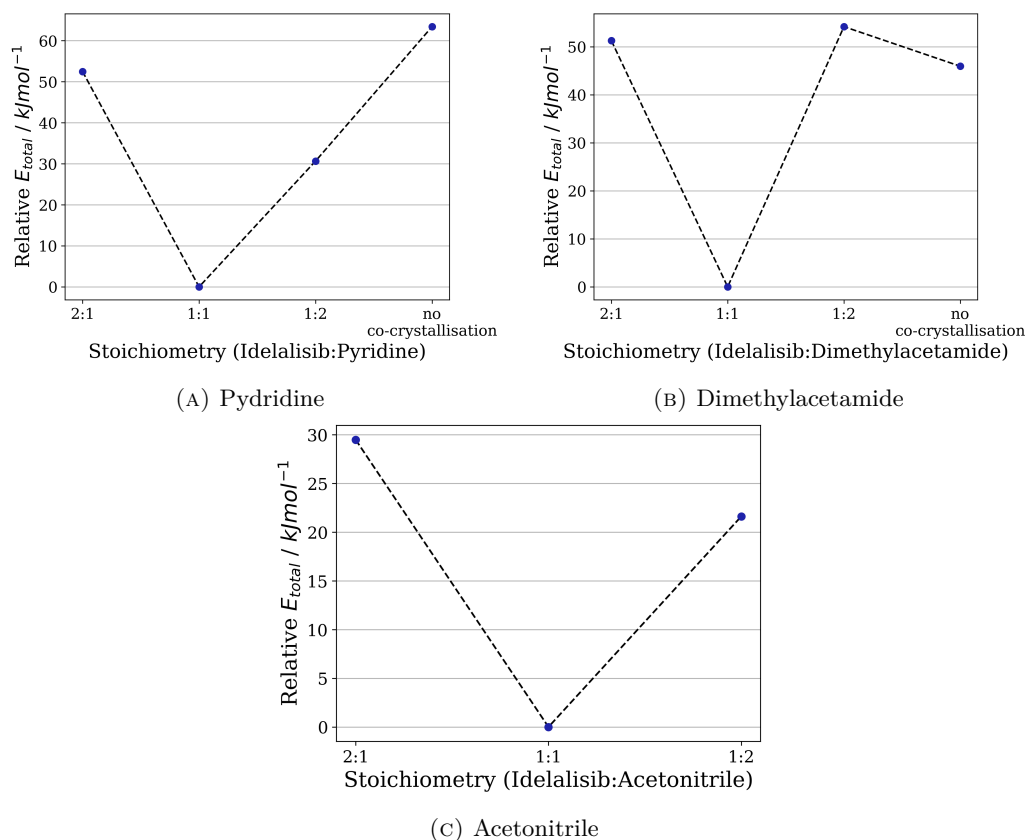 Relative E_total / kJmol⁻¹
60
50
40
30
20
10
0
2:1 1:1 1:2 no
co-crystallisation
Stoichiometry (Idelalisib:Pyridine)
(A) Pydridine
Relative E_total / kJmol⁻¹
50
40
30
20
10
0
2:1 1:1 1:2 no
co-crystallisation
Stoichiometry (Idelalisib:Dimethylacetamide)
(B) Dimethylacetamide
Relative E_total / kJmol⁻¹
30
25
20
15
10
5
0
2:1 1:1 1:2
Stoichiometry (Idelalisib:Acetonitrile)
(C) Acetonitrile